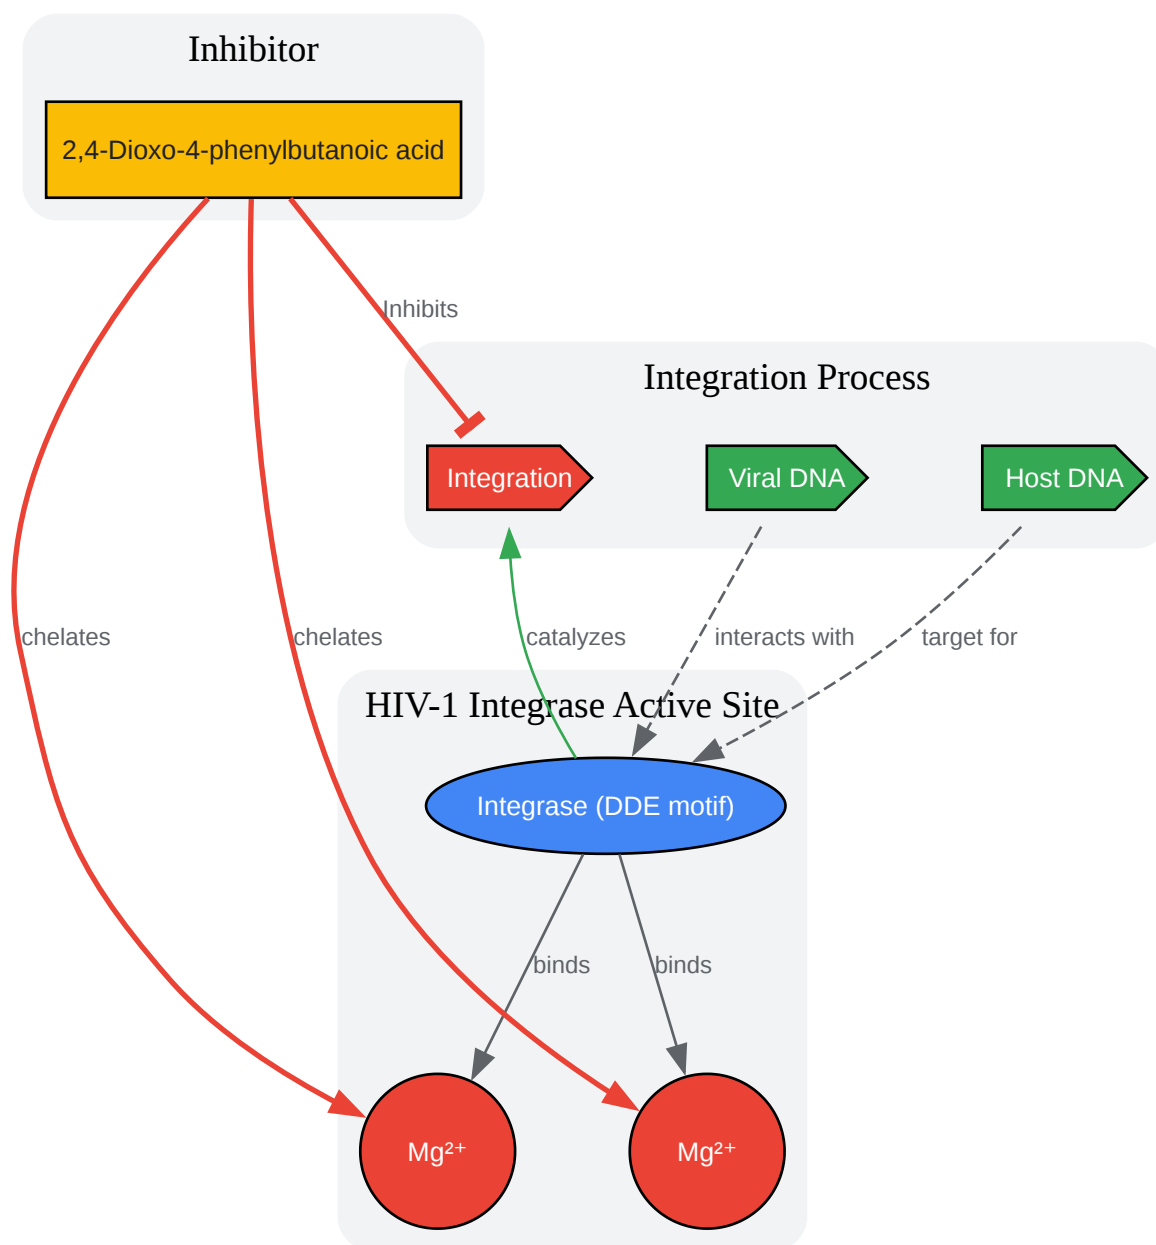 Inhibitor
2,4-Dioxo-4-phenylbutanoic acid
Inhibits
Integration Process
Integration
Viral DNA
Host DNA
chelates
chelates
catalyzes
interacts with
target for
HIV-1 Integrase Active Site
Integrase (DDE motif)
binds
binds
Mg²⁺
Mg²⁺